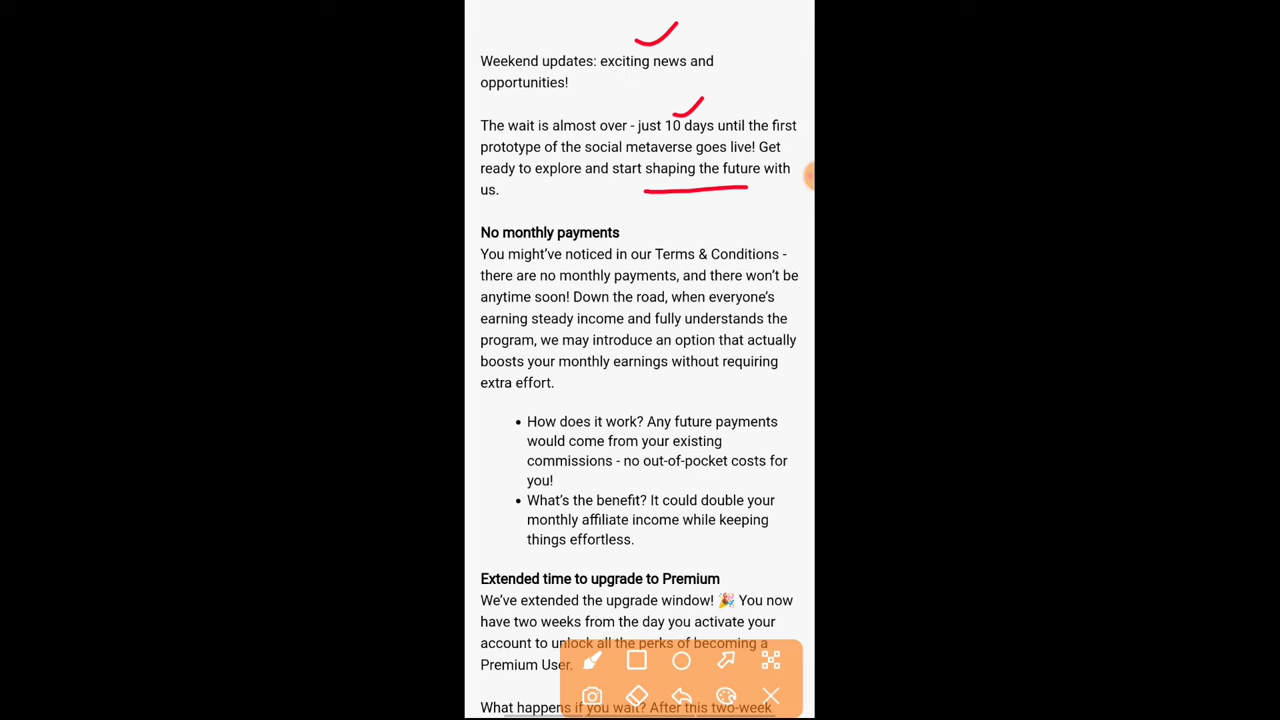 Weekend updates: exciting news and
opportunities!
The wait is almost over - just 10 days until the first
prototype of the social metaverse goes live! Get
ready to explore and start shaping the future with
us.
No monthly payments
You might’ve noticed in our Terms & Conditions -
there are no monthly payments, and there won’t be
anytime soon! Down the road, when everyone’s
earning steady income and fully understands the
program, we may introduce an option that actually
boosts your monthly earnings without requiring
extra effort.
• How does it work? Any future payments
would come from your existing
commissions - no out-of-pocket costs for
you!
• What’s the benefit? It could double your
monthly affiliate income while keeping
things effortless.
Extended time to upgrade to Premium
We’ve extended the upgrade window! 🎉 You now
have two weeks from the day you activate your
account to unlock all the perks of becoming a
Premium User.
What happens if you wait? After this two-week